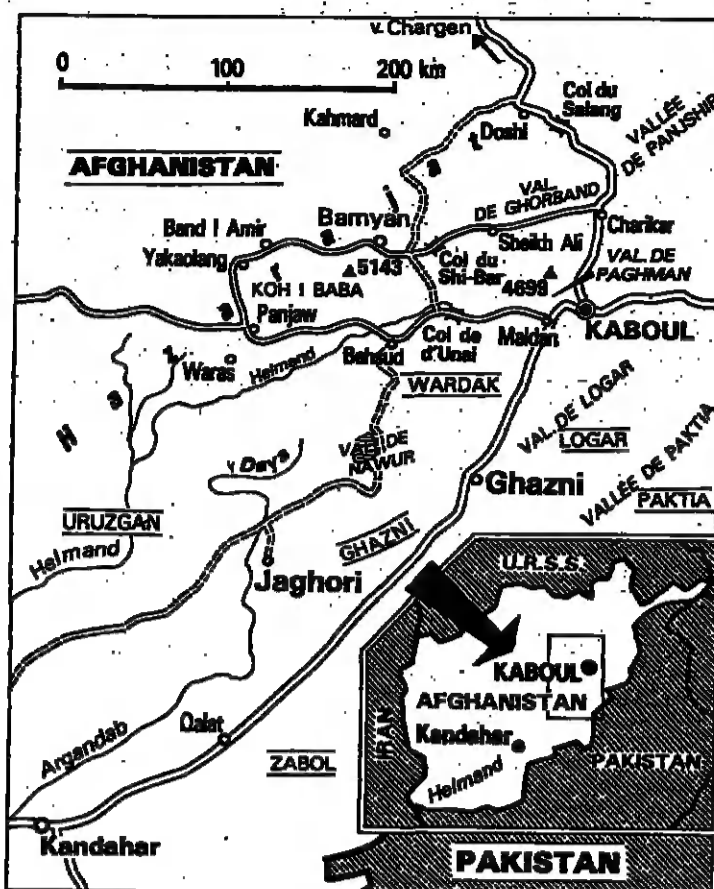 v. Chargen
0 100 200 km
Col du
Salang
Kahmard
Doshi
VALLÉE
DE PANJSHIR
AFGHANISTAN
VAL.
DE GHORBAND
Band I Amir
Bamyan
Charikar
Sheikh Ali
Yakaolang
5143
Col du
Shi-Bar
4699
VAL. DE
PAGHMAN
KOH I BABA
Panjaw
Col de
d'Unai
Maidan
KABOUL
Waras
Helmand
Behsud
WARDAK
H a z a r a j a t
VAL. DE LOGAR
LOGAR
VAL. DE
NAWUR
Daya
Ghazni
VALLÉE DE PAKTIA
PAKTIA
URUZGAN
GHAZNI
Helmand
Jaghori
U.R.S.S.
KABOUL
AFGHANISTAN
IRAN
Kandahar
PAKISTAN
Helmand
Qalat
Argandab
ZABOL
Kandahar
PAKISTAN